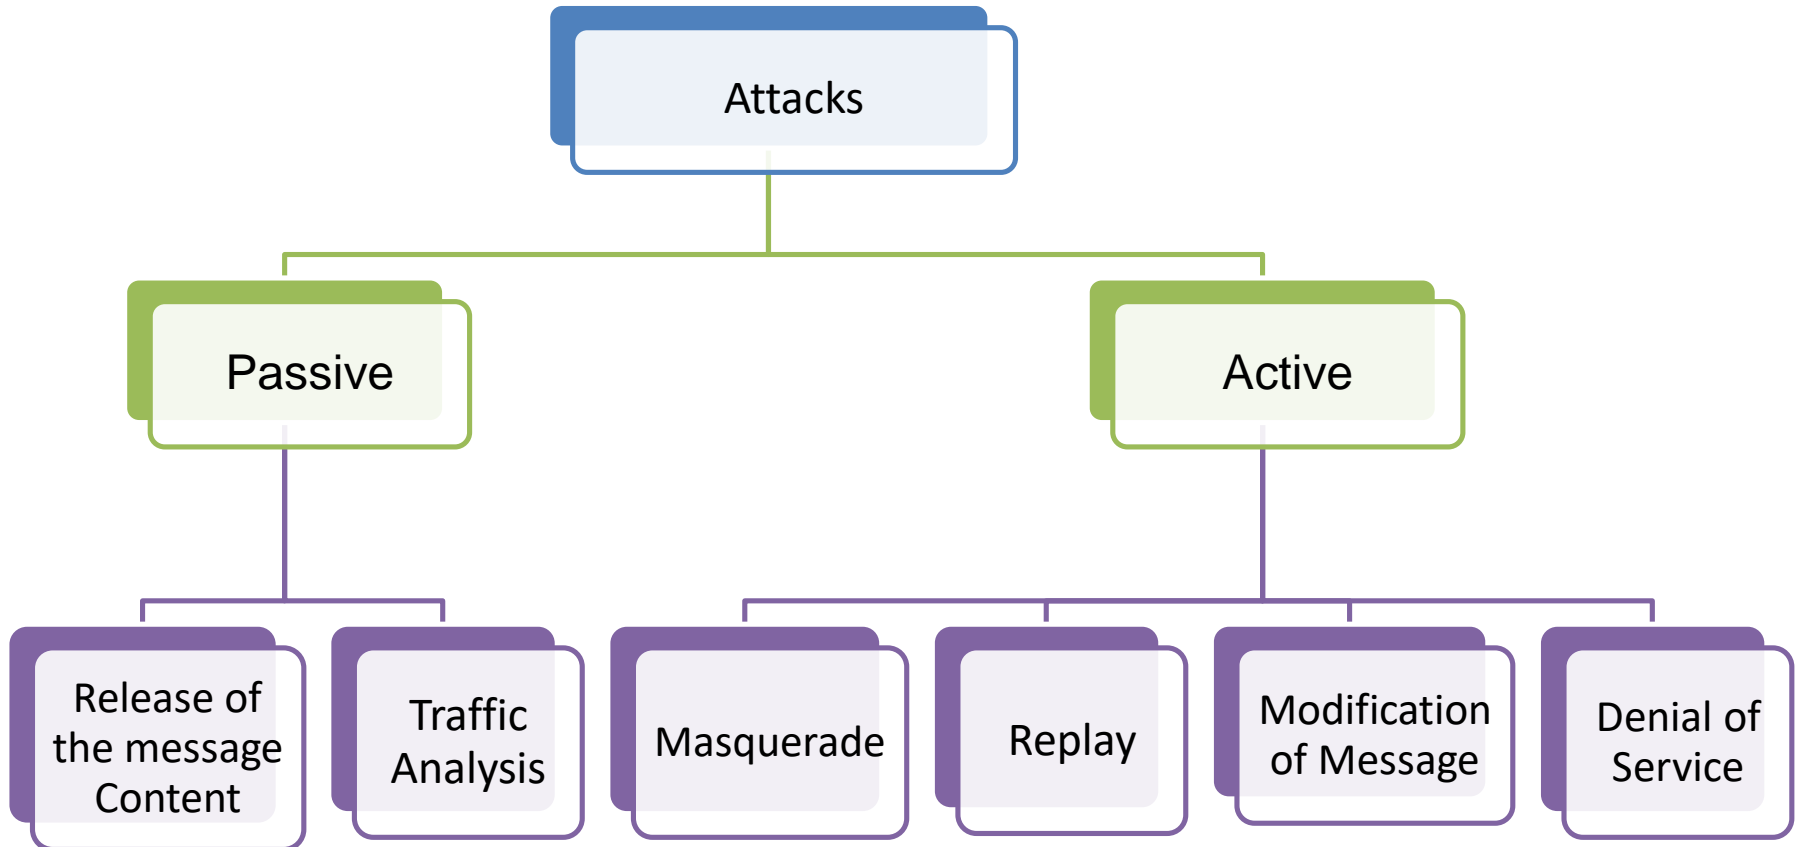 Attacks
Passive
Active
Release of
the message
Content
Traffic
Analysis
Masquerade
Replay
Modification
of Message
Denial of
Service